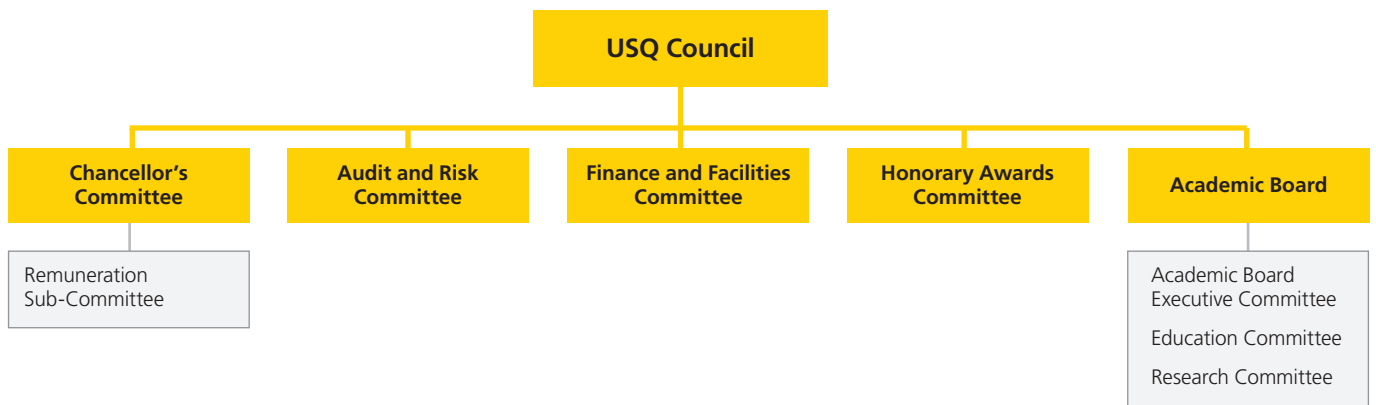 USQ Council
Chancellor's
Committee
Audit and Risk
Committee
Finance and Facilities
Committee
Honorary Awards
Committee
Academic Board
Remuneration
Sub-Committee
Academic Board
Executive Committee
Education Committee
Research Committee